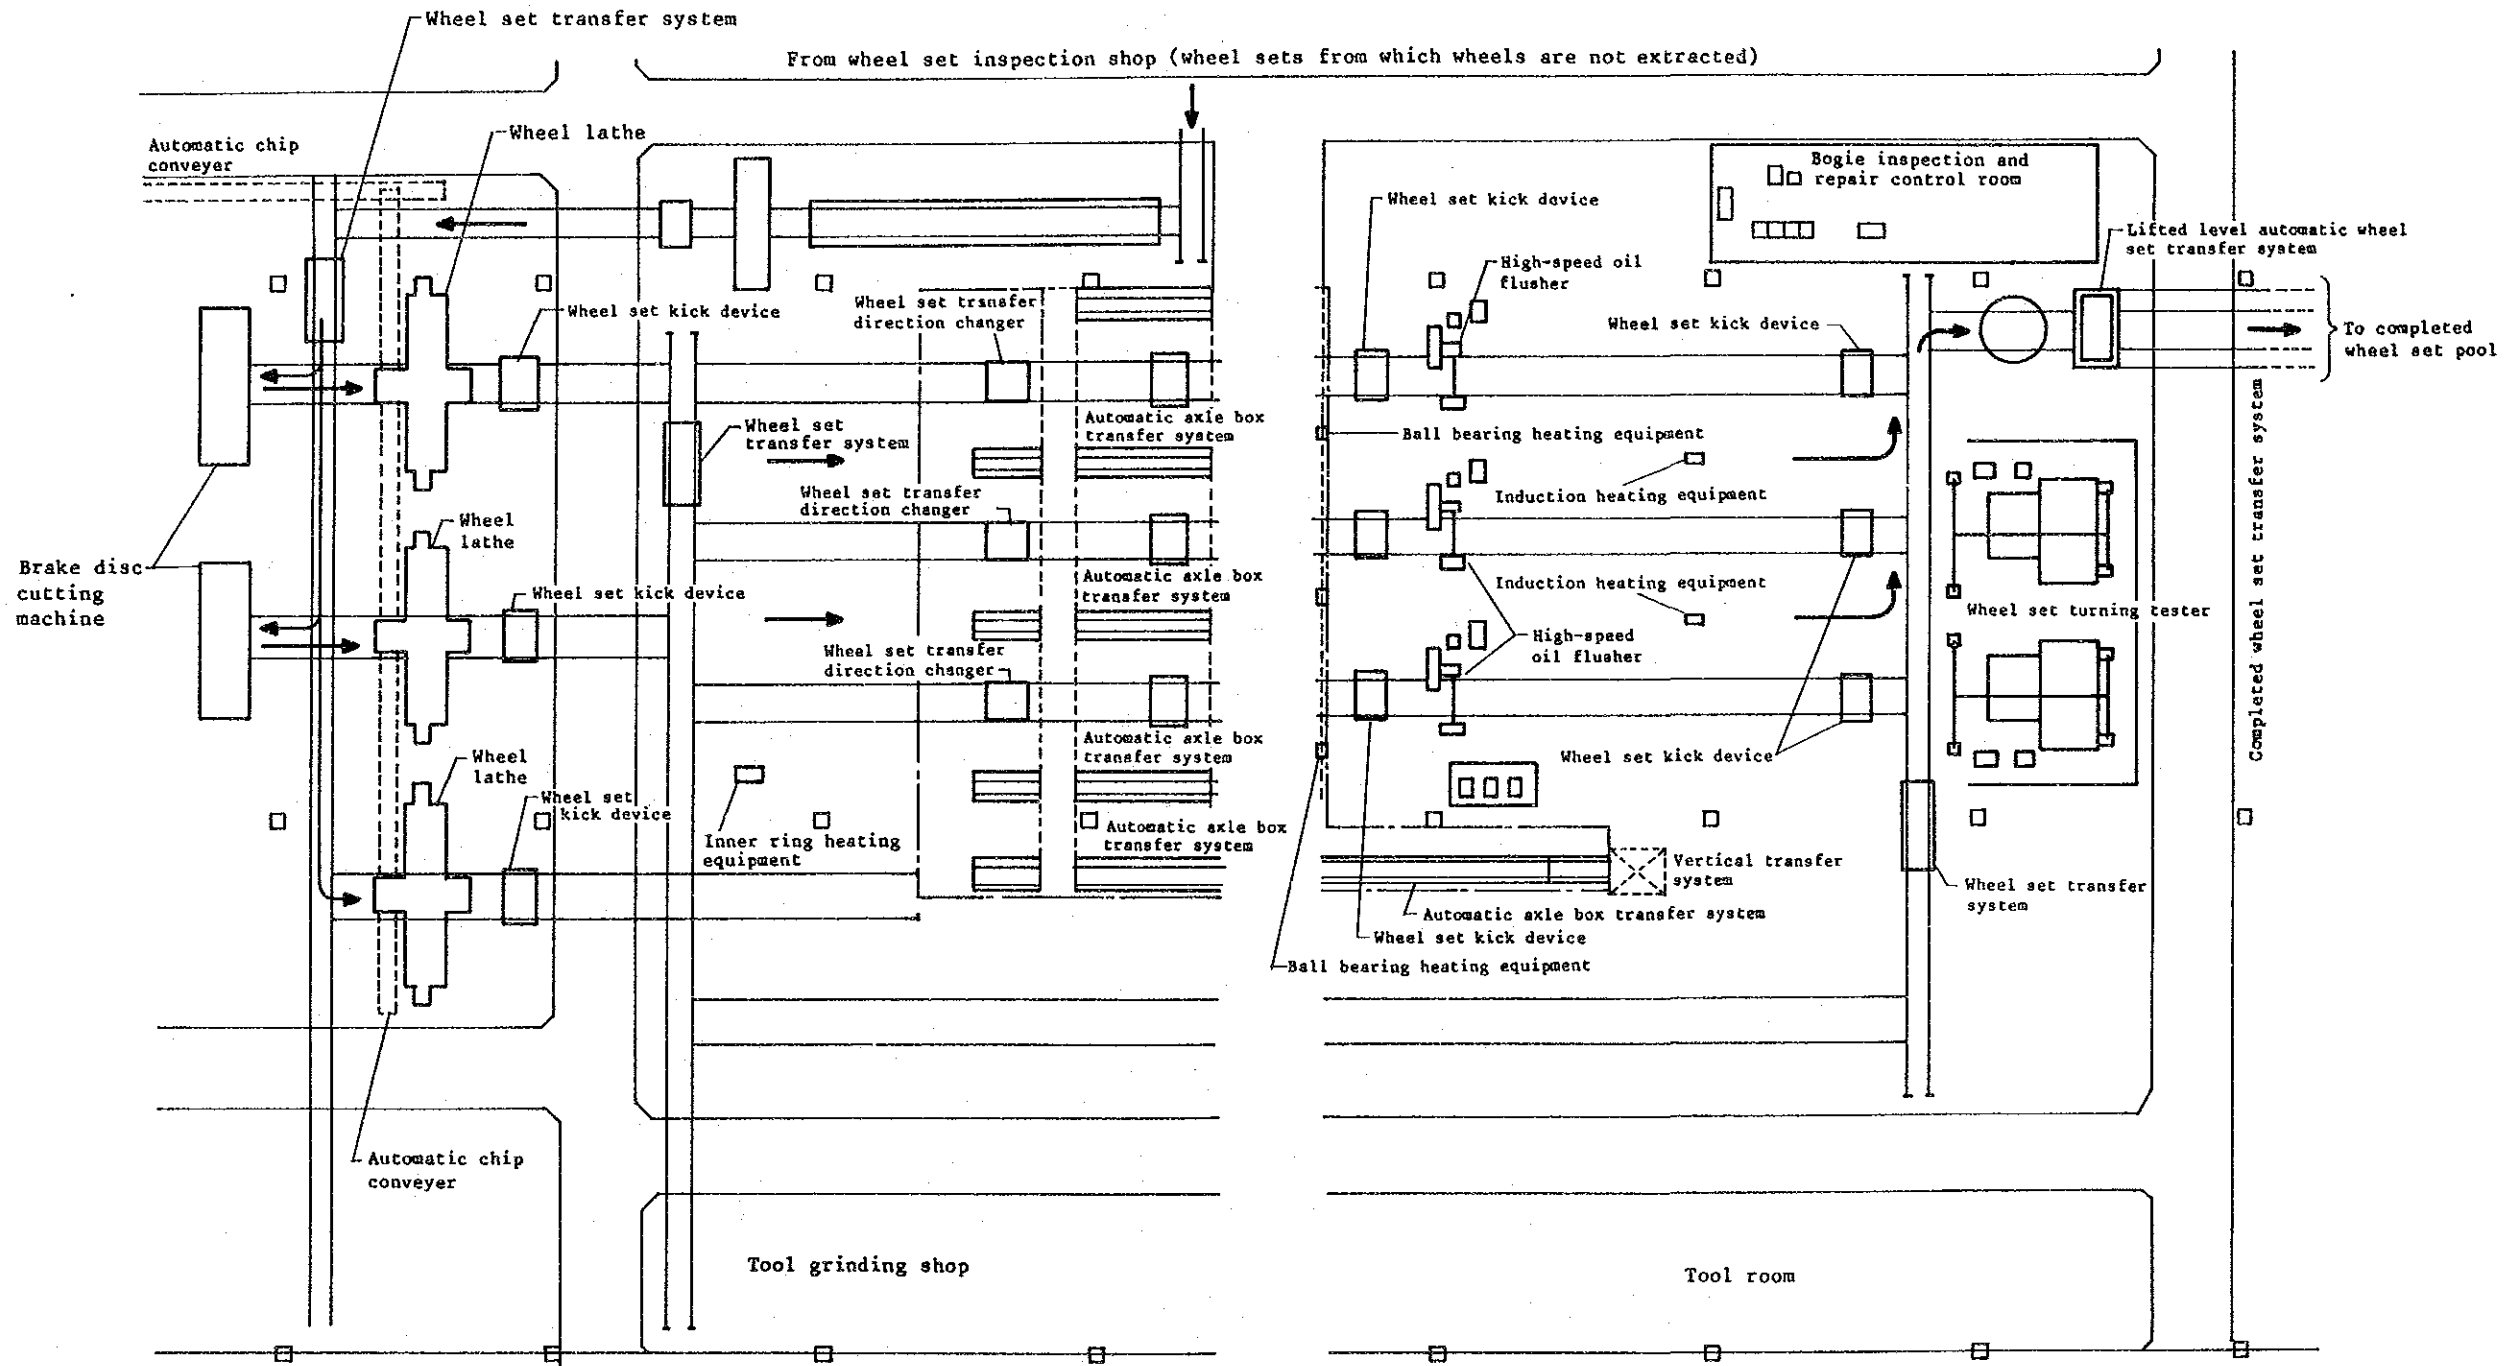 Wheel set transfer system
From wheel set inspection shop (wheel sets from which wheels are not extracted)
Automatic chip
conveyer
Wheel lathe
Wheel set kick device
Wheel set transfer
direction changer
Wheel set
transfer system
Automatic axle box
transfer system
Wheel set transfer
direction changer
Wheel
lathe
Brake disc
cutting
machine
Wheel set kick device
Automatic axle box
transfer system
Wheel set transfer
direction changer
Automatic axle box
transfer system
Wheel
lathe
Wheel set
kick device
Inner ring heating
equipment
Automatic axle box
transfer system
Automatic chip
conveyer
Tool grinding shop
Bogie inspection and
repair control room
Wheel set kick device
Lifted level automatic wheel
set transfer system
High-speed oil
flusher
Wheel set kick device
To completed
wheel set pool
Ball bearing heating equipment
Induction heating equipment
Completed wheel set transfer system
Induction heating equipment
Wheel set turning tester
High-speed
oil flusher
Wheel set kick device
Vertical transfer
system
Wheel set transfer
system
Automatic axle box transfer system
Wheel set kick device
Ball bearing heating equipment
Tool room